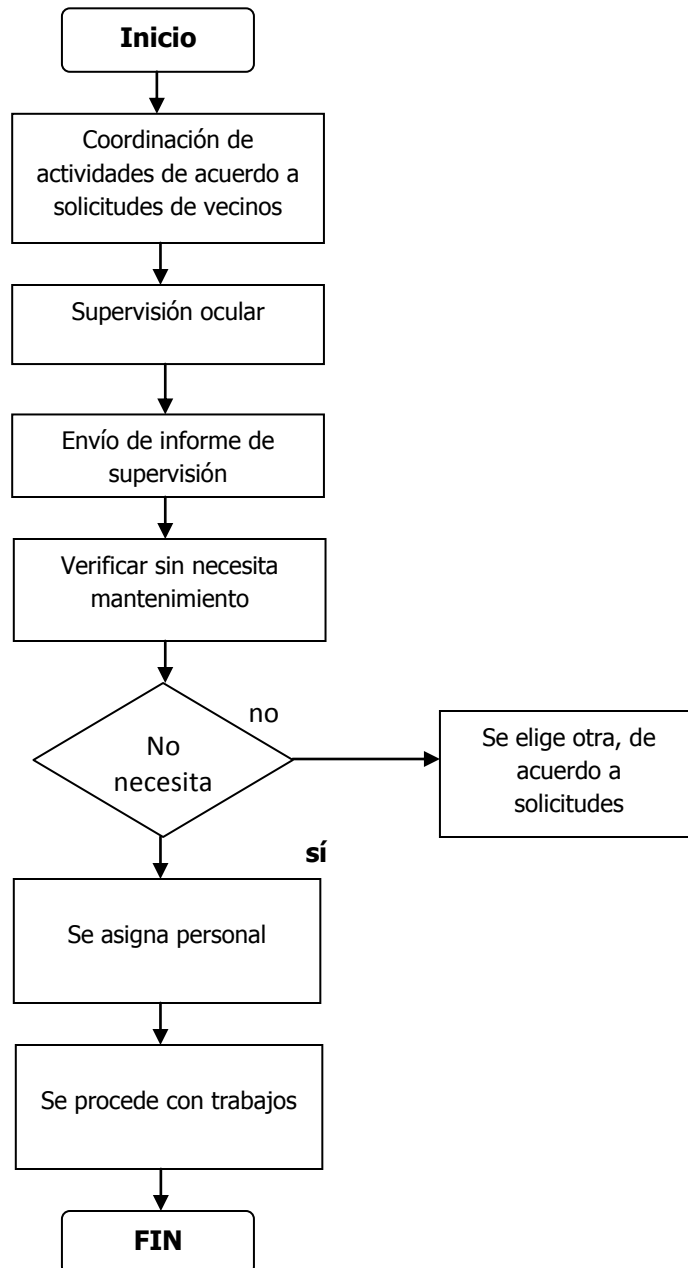 Inicio
Coordinación de
actividades de acuerdo a
solicitudes de vecinos
Supervisión ocular
Envío de informe de
supervisión
Verificar sin necesita
mantenimiento
no
No
necesita
Se elige otra, de
acuerdo a
solicitudes
sí
Se asigna personal
Se procede con trabajos
FIN